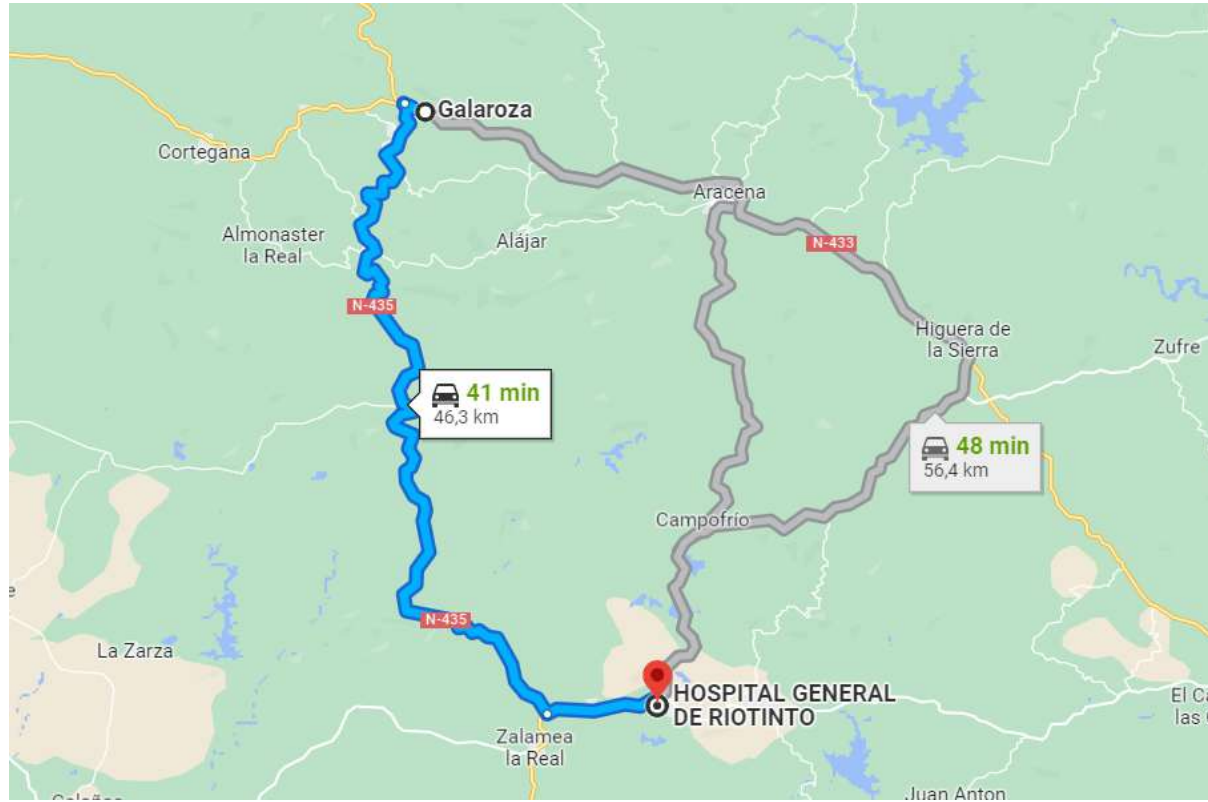 Galaroza
Cortegana
Aracena
Almonaster
la Real
Alájar
N-433
N-435
Higuera de
la Sierra
Zufre
41 min
46,3 km
48 min
56,4 km
Campofrío
N-435
La Zarza
HOSPITAL GENERAL
DE RIOTINTO
El C
las
Zalamea
la Real
Juan Anton